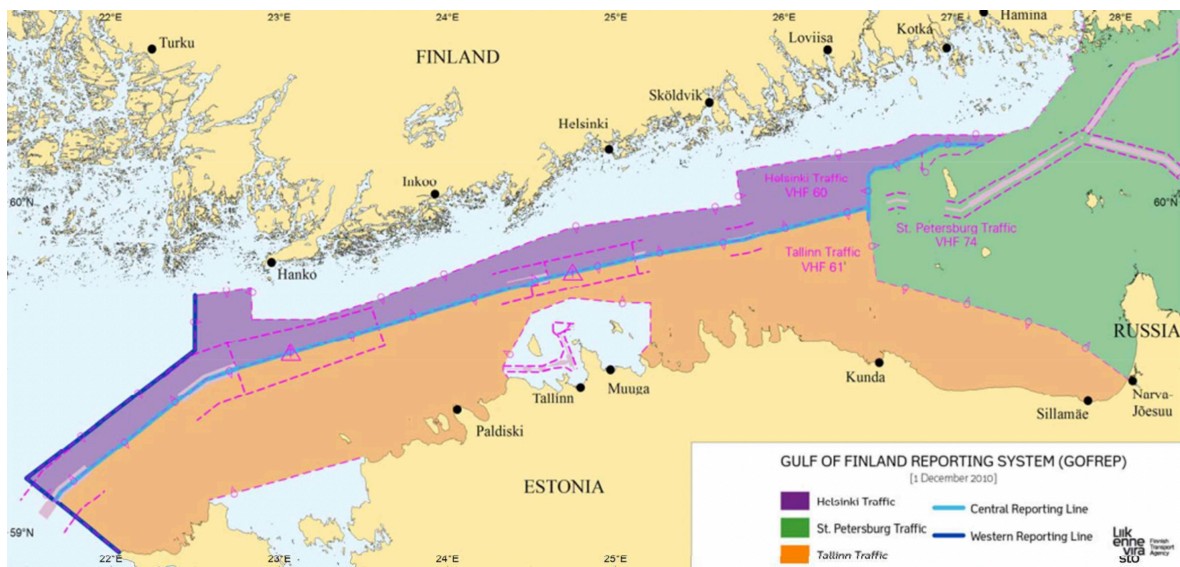 22°E
24°E
25°E
26°E
27°E
28°E
Turku
FINLAND
Loviisa
Kotka
Hamina
Sköldvik
Helsinki
Inkoo
Helsinki Traffic
VHF 60
60°N
60°N
St. Petersburg Traffic
VHF 74
Tallinn Traffic
VHF 61
Hanko
RUSSIA
Muuga
Tallinn
Kunda
Narva-
Jõesuu
Sillamäe
Paldiski
ESTONIA
GULF OF FINLAND REPORTING SYSTEM (GOFREP)
[1 December 2010]
Helsinki Traffic
Central Reporting Line
St. Petersburg Traffic
Western Reporting Line
Tallinn Traffic
59°N
22°E
23°E
24°E
25°E
Liikennevirasto
Finnish
Transport
Agency